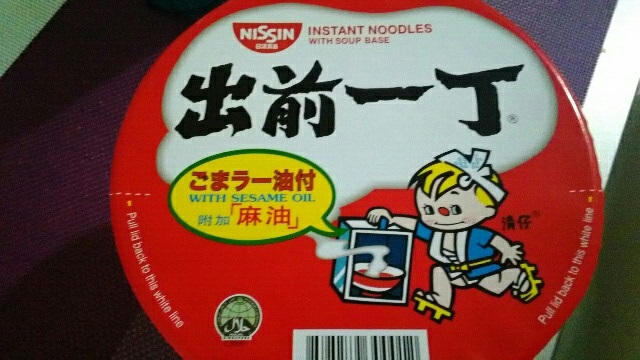 NISSIN
日清食品
INSTANT NOODLES
WITH SOUP BASE
出前一丁®
ごまラー油付
WITH SESAME OIL
附加「麻油」
清仔®
Pull lid back to this white line
Pull lid back to this white line